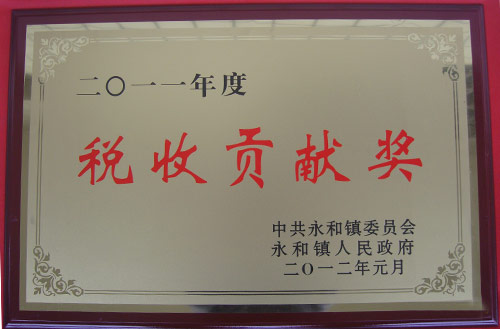 二〇一一年度
税收贡献奖
中共永和镇委员会
永和镇人民政府
二〇一二年元月